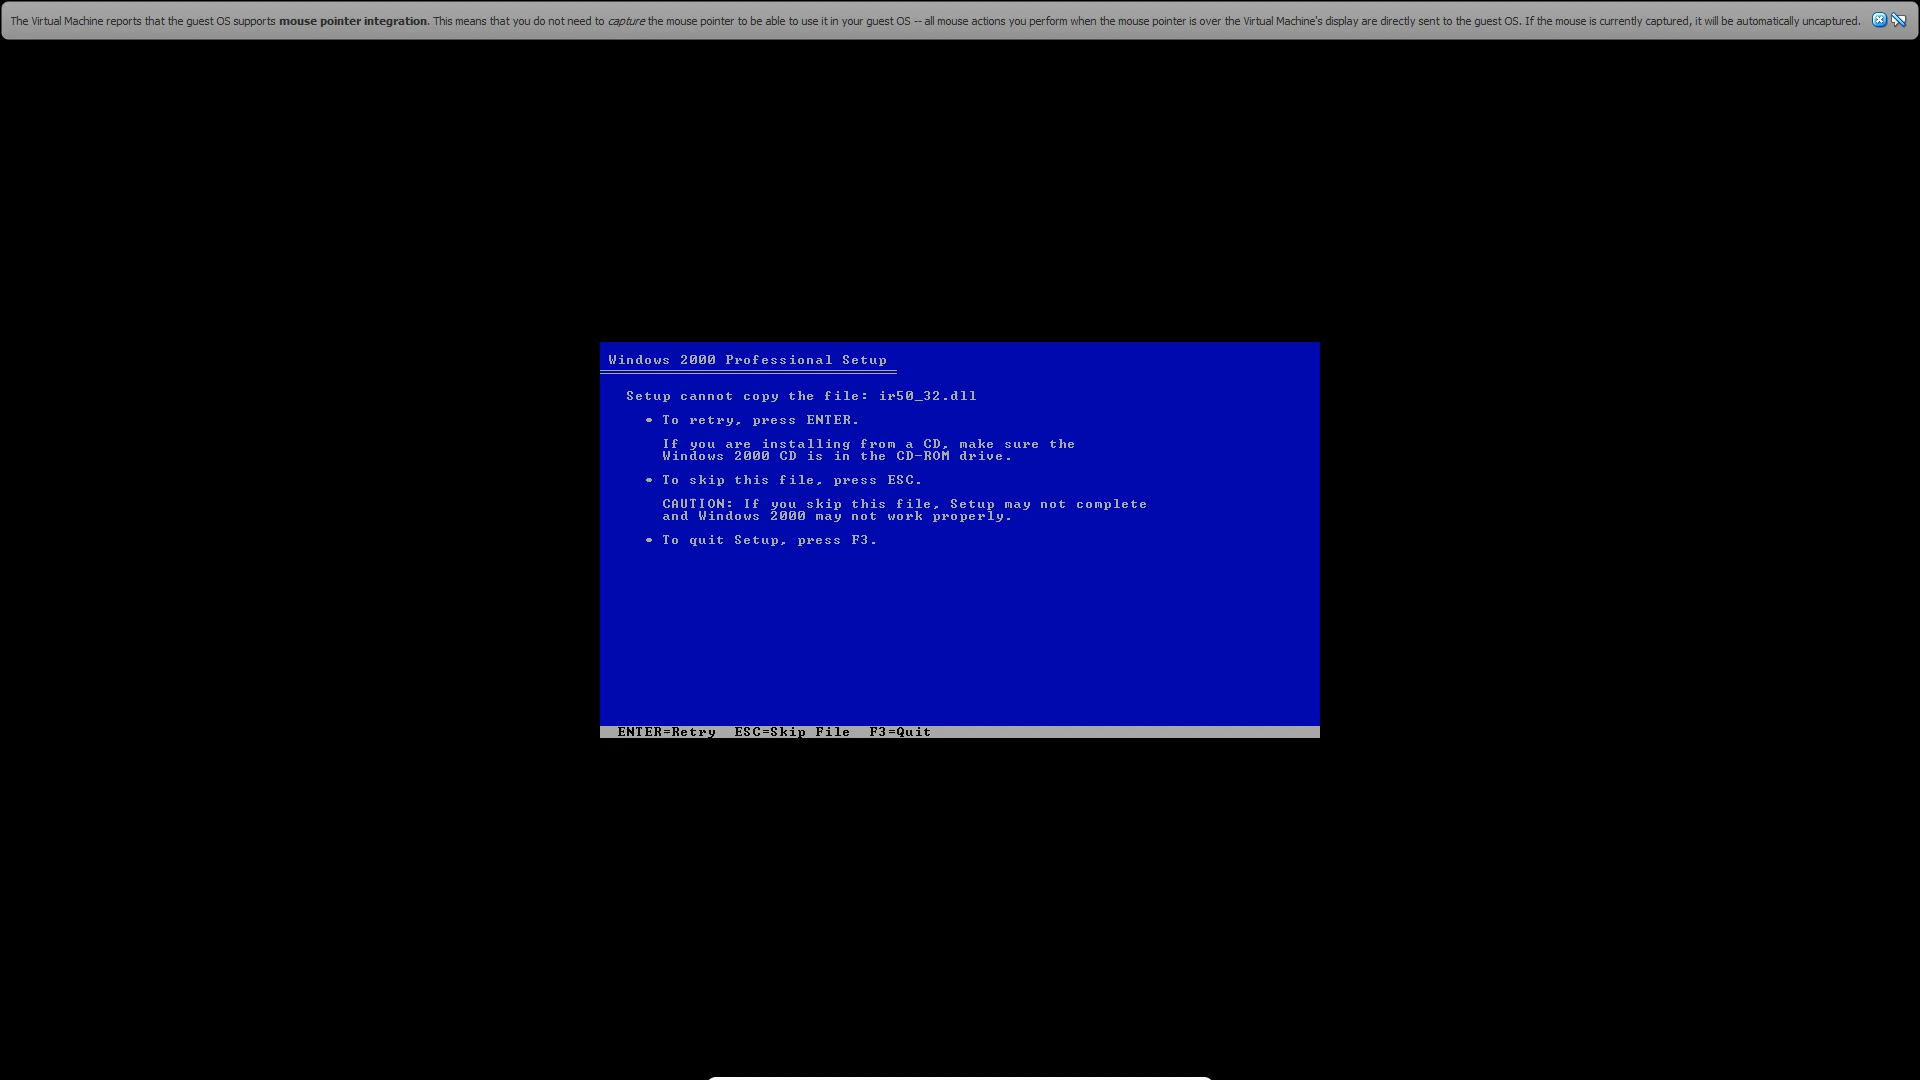 The Virtual Machine reports that the guest OS supports mouse pointer integration. This means that you do not need to capture the mouse pointer to be able to use it in your guest OS -- all mouse actions you perform when the mouse pointer is over the Virtual Machine's display are directly sent to the guest OS. If the mouse is currently captured, it will be automatically uncaptured.
Windows 2000 Professional Setup
Setup cannot copy the file: ir50_32.dll
• To retry, press ENTER.
If you are installing from a CD, make sure the
Windows 2000 CD is in the CD-ROM drive.
• To skip this file, press ESC.
CAUTION: If you skip this file, Setup may not complete
and Windows 2000 may not work properly.
• To quit Setup, press F3.
ENTER=Retry ESC=Skip File F3=Quit